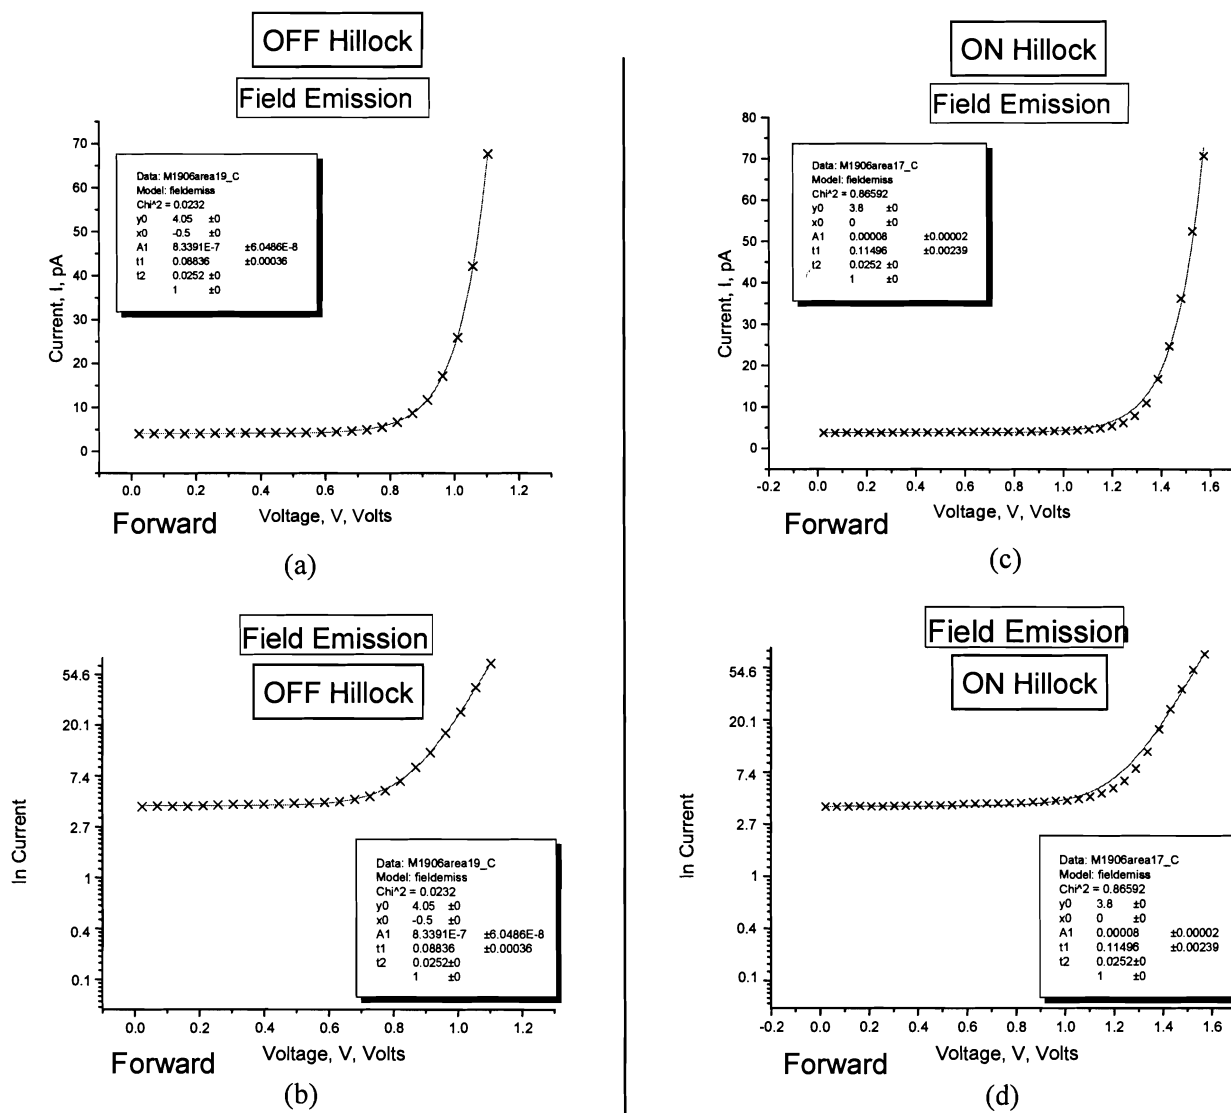 OFF Hillock
Field Emission
70
60
50
40
30
20
10
0
Current, I, pA
Data: M1906area19_C
Model: fieldemiss
Chi^2 = 0.0232
y0 4.05 ±0
x0 -0.5 ±0
A1 8.3391E-7 ±6.0486E-8
t1 0.08836 ±0.00036
t2 0.0252 ±0
1 ±0
0.0 0.2 0.4 0.6 0.8 1.0 1.2
Forward
Voltage, V, Volts
(a)
Field Emission
OFF Hillock
54.6
20.1
7.4
2.7
1
0.4
0.1
ln Current
Data: M1906area19_C
Model: fieldemiss
Chi^2 = 0.0232
y0 4.05 ±0
x0 -0.5 ±0
A1 8.3391E-7 ±6.0486E-8
t1 0.08836 ±0.00036
t2 0.0252±0
1 ±0
0.0 0.2 0.4 0.6 0.8 1.0 1.2
Forward
Voltage, V, Volts
(b)
ON Hillock
Field Emission
80
70
60
50
40
30
20
10
0
Current, I, pA
Data: M1906area17_C
Model: fieldemiss
Chi^2 = 0.86592
y0 3.8 ±0
x0 0 ±0
A1 0.00008 ±0.00002
t1 0.11496 ±0.00239
t2 0.0252 ±0
1 ±0
-0.2 0.0 0.2 0.4 0.6 0.8 1.0 1.2 1.4 1.6
Forward
Voltage, V, Volts
(c)
Field Emission
ON Hillock
54.6
20.1
7.4
2.7
1
0.4
0.1
ln Current
Data: M1906area17_C
Model: fieldemiss
Chi^2 = 0.86592
y0 3.8 ±0
x0 0 ±0
A1 0.00008 ±0.00002
t1 0.11496 ±0.00239
t2 0.0252±0
1 ±0
-0.2 0.0 0.2 0.4 0.6 0.8 1.0 1.2 1.4 1.6
Forward
Voltage, V, Volts
(d)